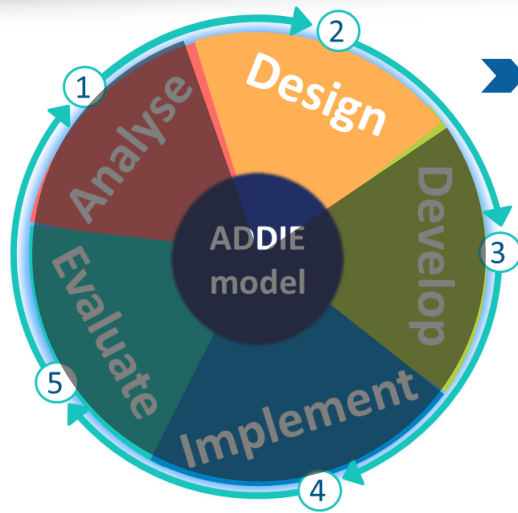 1
Analyse
2
Design
3
Develop
4
Implement
5
Evaluate
ADDIE
model